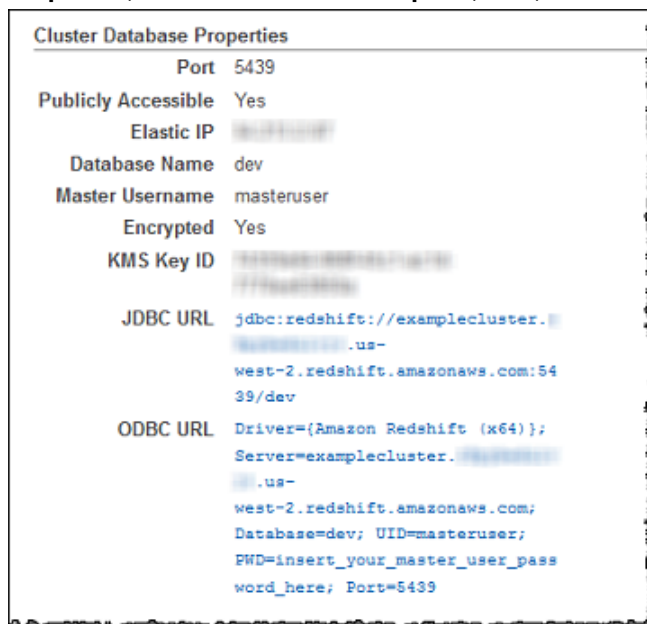 Cluster Database Properties
Port 5439
Publicly Accessible Yes
Elastic IP
Database Name dev
Master Username masteruser
Encrypted Yes
KMS Key ID
JDBC URL jdbc:redshift://examplecluster.
.us-
west-2.redshift.amazonaws.com:54
39/dev
ODBC URL Driver={Amazon Redshift (x64)};
Server=examplecluster.
.us-
west-2.redshift.amazonaws.com;
Database=dev; UID=masteruser;
PWD=insert_your_master_user_pass
word_here; Port=5439